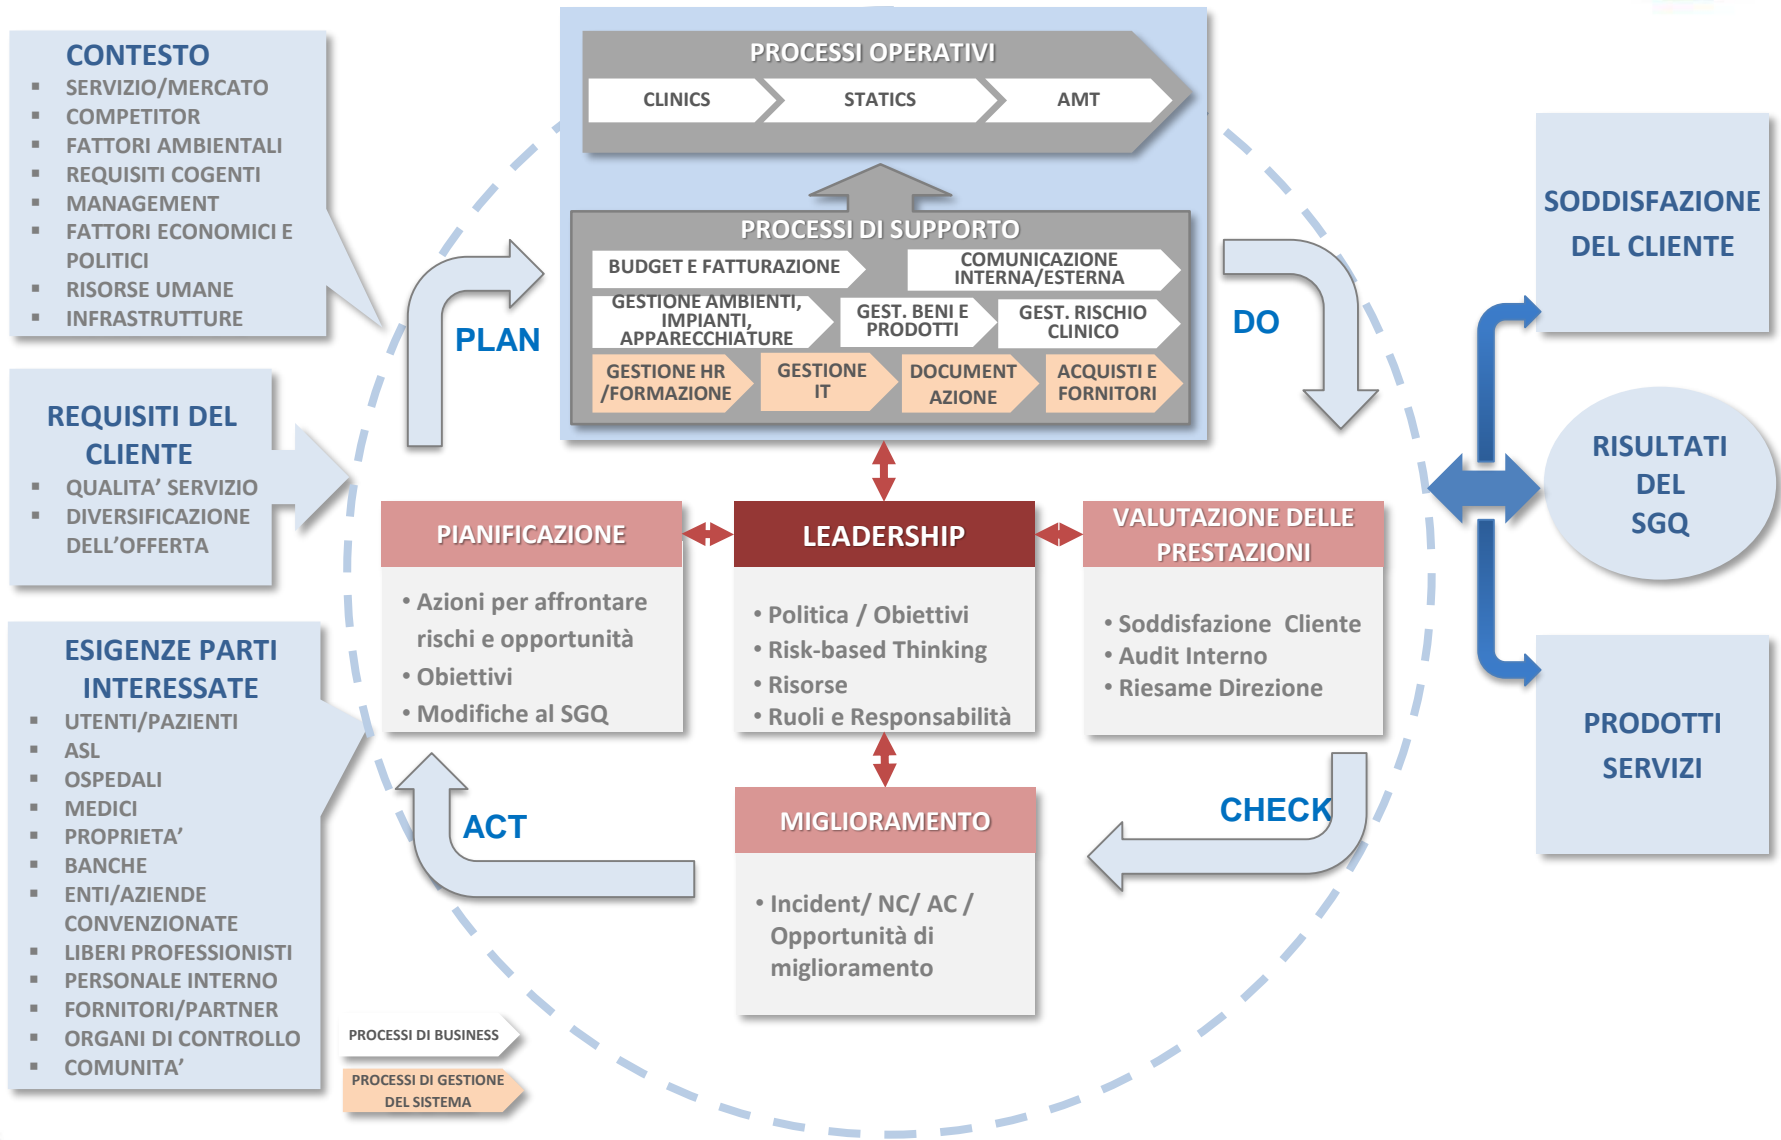 CONTESTO
SERVIZIO/MERCATO
COMPETITOR
FATTORI AMBIENTALI
REQUISITI COGENTI
MANAGEMENT
FATTORI ECONOMICI E
POLITICI
RISORSE UMANE
INFRASTRUTTURE
REQUISITI DEL
CLIENTE
QUALITA’ SERVIZIO
DIVERSIFICAZIONE
DELL’OFFERTA
ESIGENZE PARTI
INTERESSATE
UTENTI/PAZIENTI
ASL
OSPEDALI
MEDICI
PROPRIETA’
BANCHE
ENTI/AZIENDE
CONVENZIONATE
LIBERI PROFESSIONISTI
PERSONALE INTERNO
FORNITORI/PARTNER
ORGANI DI CONTROLLO
COMUNITA’
PROCESSI OPERATIVI
CLINICS
STATICS
AMT
PROCESSI DI SUPPORTO
BUDGET E FATTURAZIONE
COMUNICAZIONE
INTERNA/ESTERNA
GESTIONE AMBIENTI,
IMPIANTI,
APPARECCHIATURE
GEST. BENI E
PRODOTTI
GEST. RISCHIO
CLINICO
GESTIONE HR
/FORMAZIONE
GESTIONE
IT
DOCUMENT
AZIONE
ACQUISTI E
FORNITORI
PLAN
DO
PIANIFICAZIONE
• Azioni per affrontare
rischi e opportunità
• Obiettivi
• Modifiche al SGQ
LEADERSHIP
• Politica / Obiettivi
• Risk-based Thinking
• Risorse
• Ruoli e Responsabilità
VALUTAZIONE DELLE
PRESTAZIONI
• Soddisfazione Cliente
• Audit Interno
• Riesame Direzione
ACT
CHECK
MIGLIORAMENTO
• Incident/ NC/ AC /
Opportunità di
miglioramento
PROCESSI DI BUSINESS
PROCESSI DI GESTIONE
DEL SISTEMA
SODDISFAZIONE
DEL CLIENTE
RISULTATI
DEL
SGQ
PRODOTTI
SERVIZI